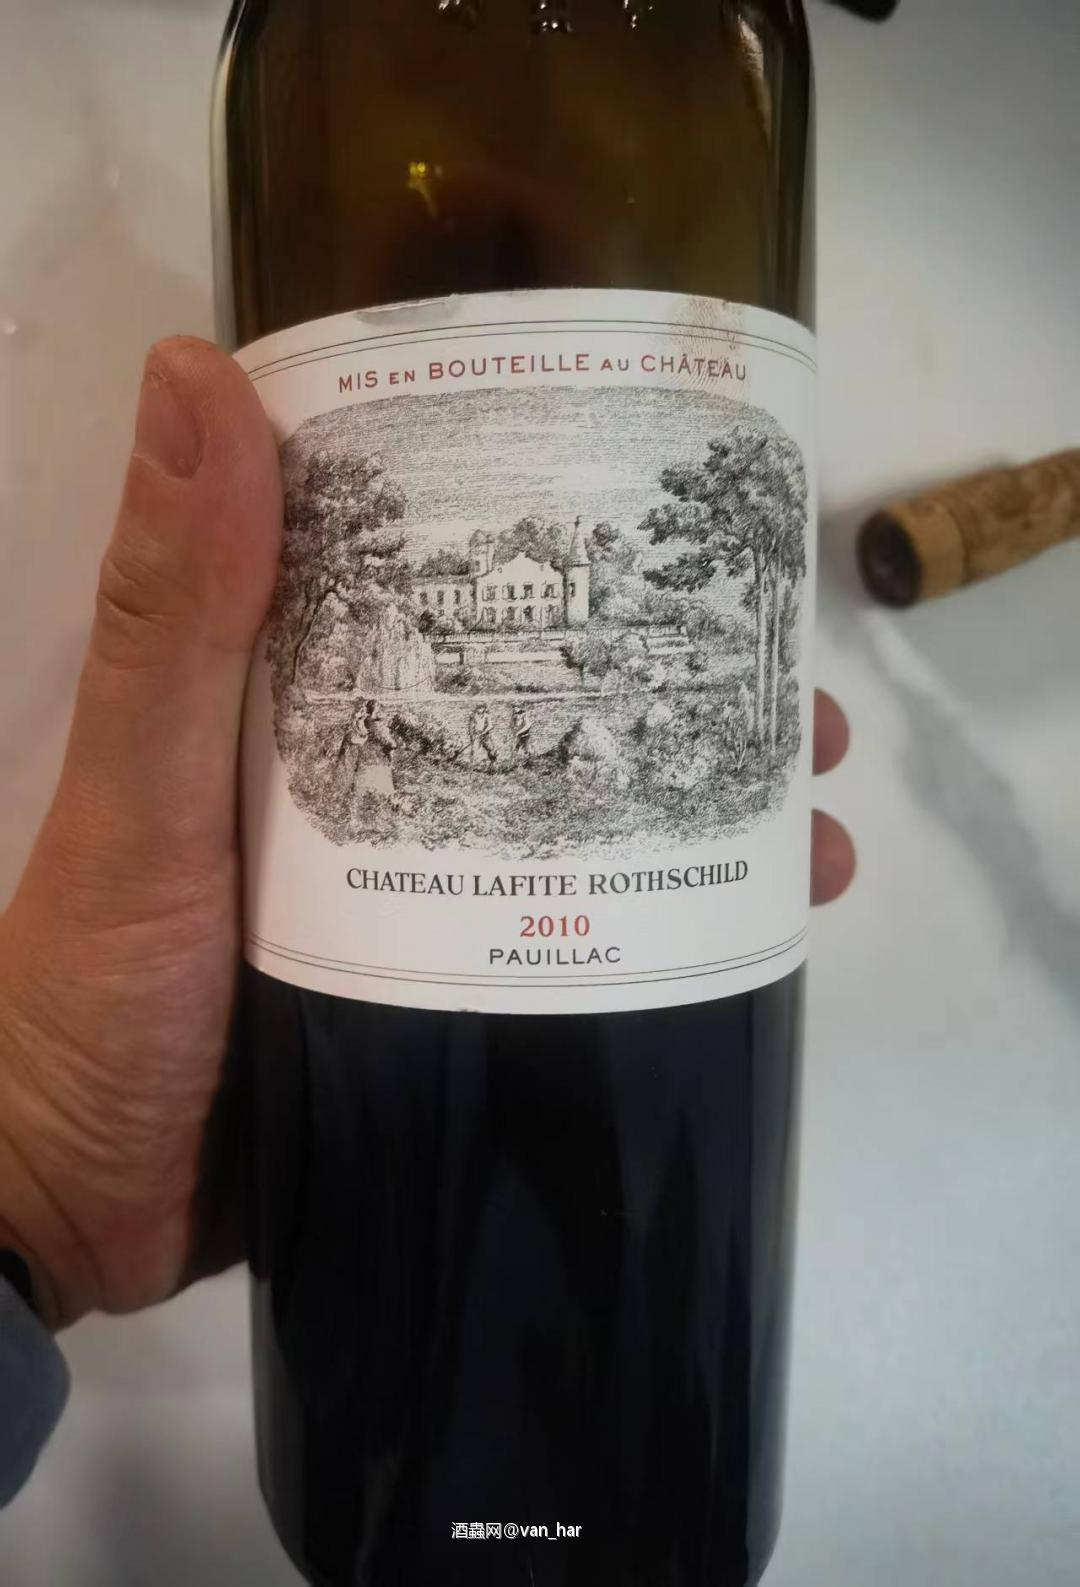 MIS EN BOUTEILLE AU CHÂTEAU
CHATEAU LAFITE ROTHSCHILD
2010
PAUILLAC
酒蟲网@van_har